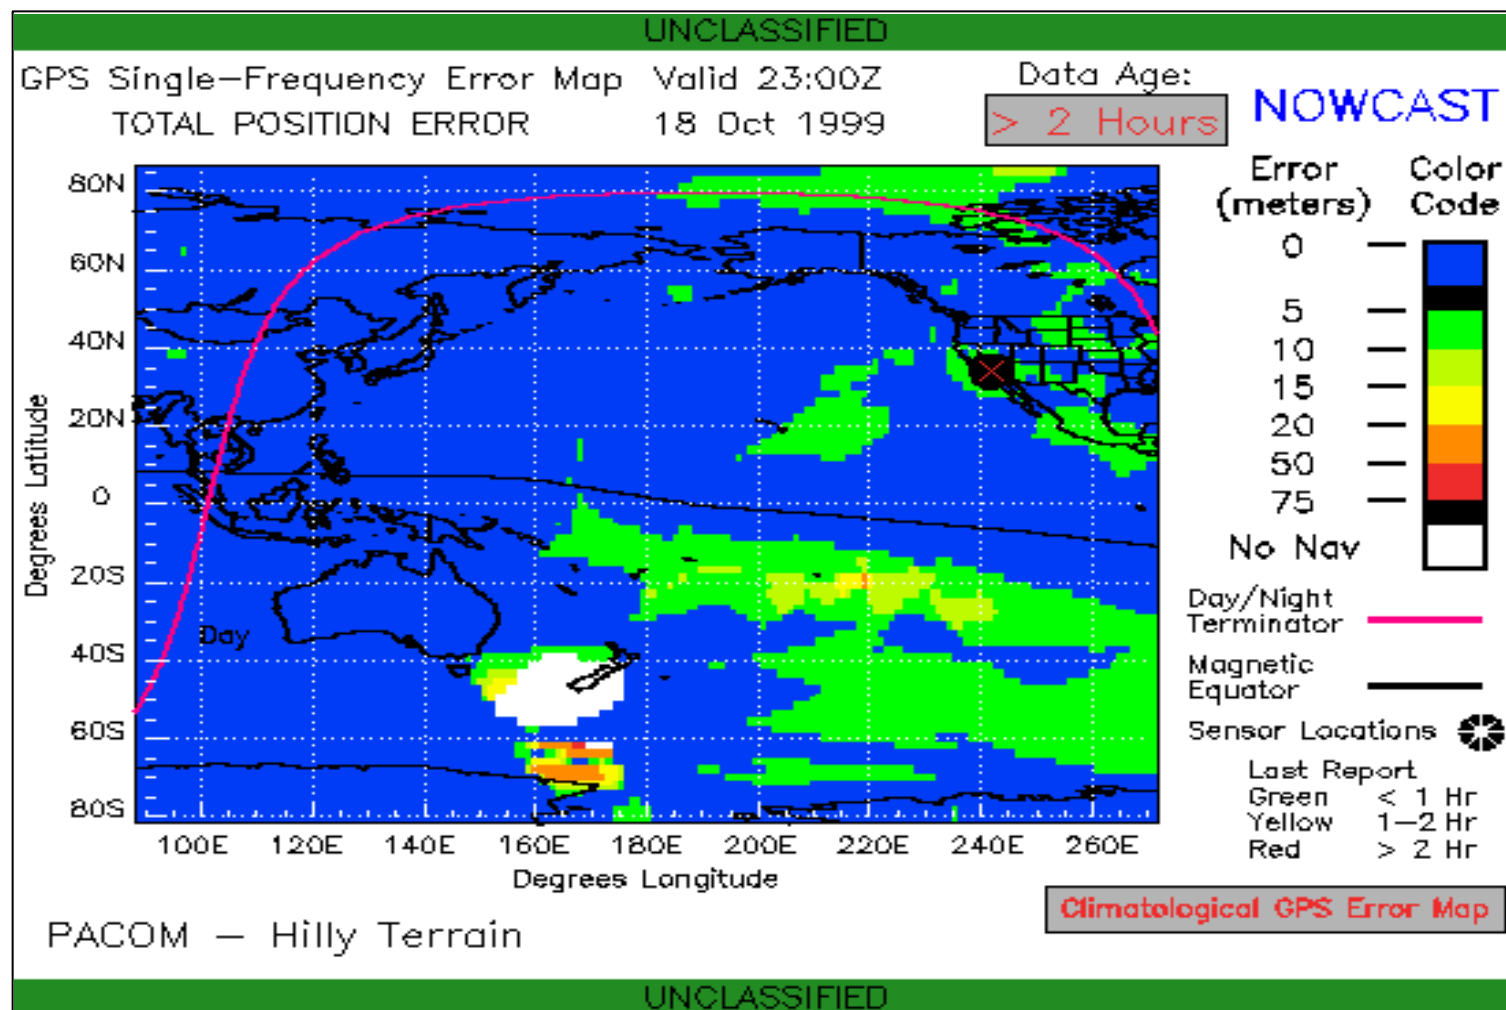 UNCLASSIFIED
GPS Single-Frequency Error Map Valid 23:00Z
TOTAL POSITION ERROR 18 Oct 1999
Data Age:
> 2 Hours
NOWCAST
Error (meters)
Color Code
0
5
10
15
20
50
75
No Nav
Day/Night
Terminator
Magnetic
Equator
Sensor Locations
Last Report
Green < 1 Hr
Yellow 1-2 Hr
Red > 2 Hr
Degrees Latitude
80N
60N
40N
20N
0
20S
40S
60S
80S
Day
100E 120E 140E 160E 180E 200E 220E 240E 260E
Degrees Longitude
Climatological GPS Error Map
PACOM - Hilly Terrain
UNCLASSIFIED